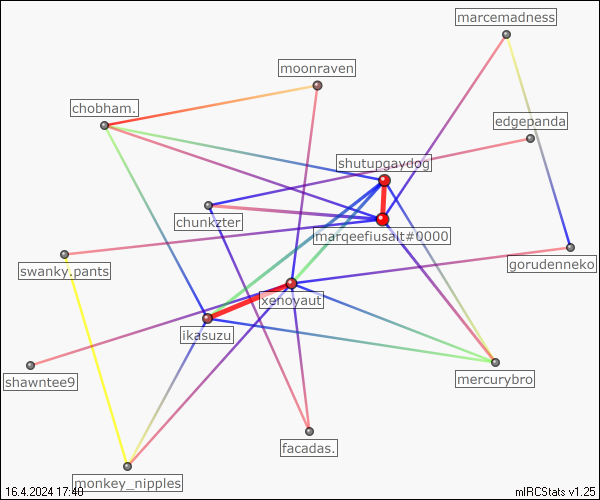 marcemadness
moonraven
chobham.
edgepanda
shutupgavdog
chunkzter
marqeefiusalt#0000
swanky.pants
gorudenneko
xenoyaut
ikasuzu
shawntee9
mercurybro
facadas.
monkey_nipples
16.4.2024 17:40
mIRCStats v1.25